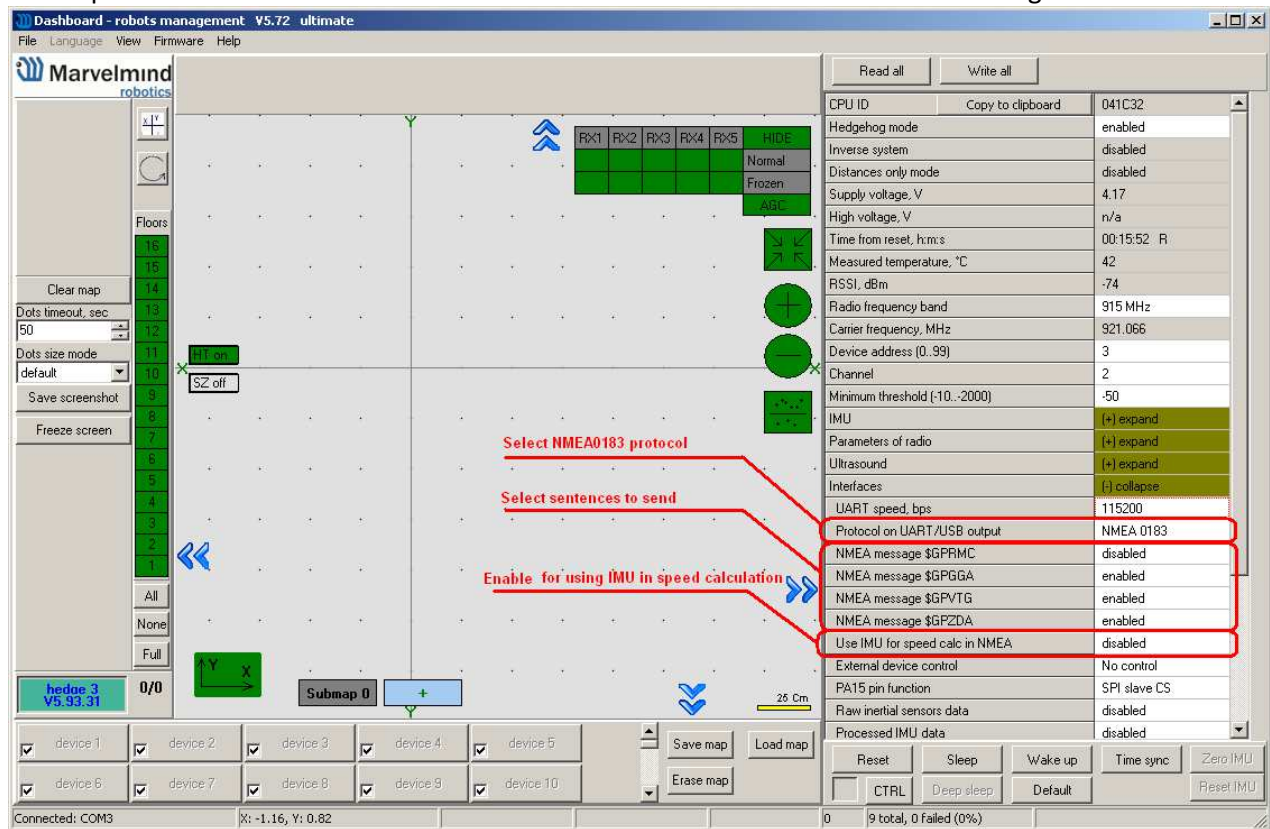 Dashboard - robots management V5.72 ultimate
File Language View Firmware Help
Marvelmind
robotics
Read all Write all
CPU ID Copy to clipboard 041C32
Hedgehog mode enabled
Inverse system disabled
Distances only mode disabled
Supply voltage, V 4.17
High voltage, V n/a
Time from reset, h:m:s 00:15:52 R
Measured temperature, °C 42
RSSI, dBm -74
Radio frequency band 915 MHz
Carrier frequency, MHz 921.066
Device address (0..99) 3
Channel 2
Minimum threshold (-10..-2000) -50
IMU (+) expand
Parameters of radio (+) expand
Ultrasound (+) expand
Interfaces (-) collapse
UART speed, bps 115200
Protocol on UART/USB output NMEA 0183
NMEA message $GPRMC disabled
NMEA message $GPGGA enabled
NMEA message $GPVTG enabled
NMEA message $GPZDA enabled
Use IMU for speed calc in NMEA disabled
External device control No control
PA15 pin function SPI slave CS
Raw inertial sensors data disabled
Processed IMU data disabled
Reset Sleep Wake up Time sync Zero IMU
CTRL Deep sleep Default Reset IMU
X Y
Y
RX1 RX2 RX3 RX4 RX5 HIDE
Normal
Frozen
AGC
Floors
16
15
14
13
12
11
10
9
8
7
6
5
4
3
2
1
All
None
Full
Clear map
Dots timeout, sec
50
Dots size mode
default
Save screenshot
Freeze screen
HT on
X X
SZ off
Select NMEA0183 protocol
Select sentences to send
Enable for using IMU in speed calculation
Y X
hedge 3
V5.93.31
0/0
Submap 0 +
Y
25 Cm
device 1 device 2 device 3 device 4 device 5
device 6 device 7 device 8 device 9 device 10
Save map Load map
Erase map
Connected: COM3 X: -1.16, Y: 0.82 0 9 total, 0 failed (0%)